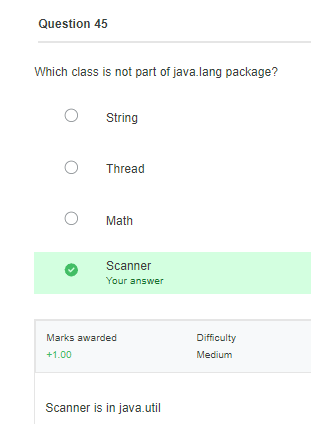 Question 45
Which class is not part of java.lang package?
String
Thread
Math
Scanner
Your answer
Marks awarded
Difficulty
+1.00
Medium
Scanner is in java.util